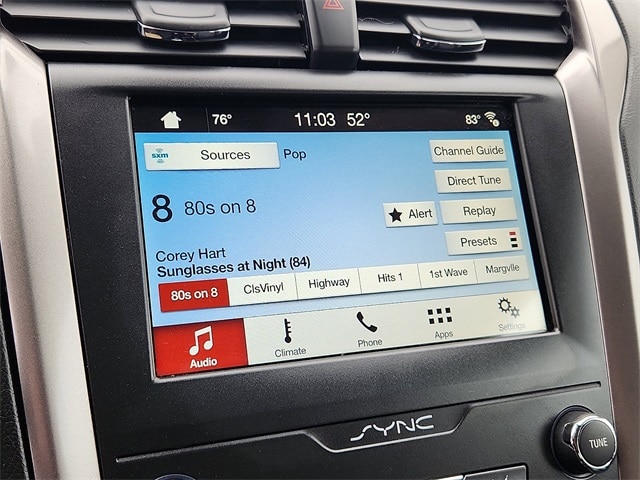 76° 11:03 52° 83°
sxm Sources Pop Channel Guide
Direct Tune
8 80s on 8 Alert Replay
Presets
Corey Hart
Sunglasses at Night (84)
80s on 8 ClsVinyl Highway Hits 1 1st Wave Margvlle
Audio Climate Phone Apps Settings
SYNC
TUNE